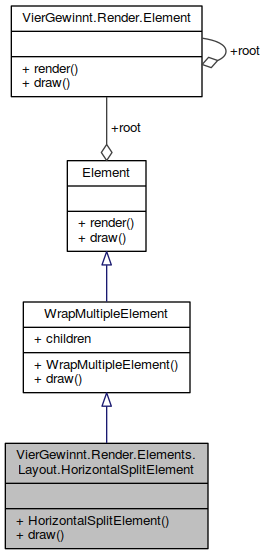 VierGewinnt.Render.Element
+ render()
+ draw()
+root
+root
Element
+ render()
+ draw()
WrapMultipleElement
+ children
+ WrapMultipleElement()
+ draw()
VierGewinnt.Render.Elements.
Layout.HorizontalSplitElement
+ HorizontalSplitElement()
+ draw()